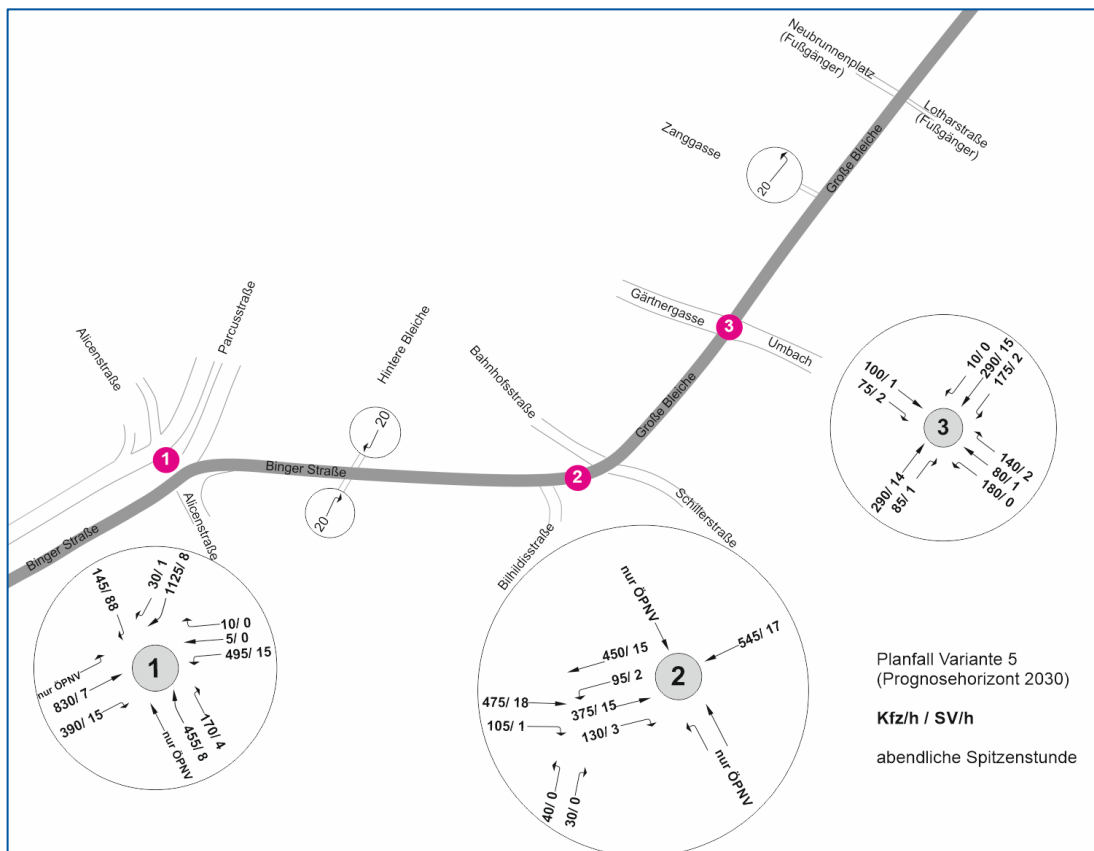 Neubrunnenplatz
(Fußgänger)
Lotharstraße
(Fußgänger)
Zanggasse
20
Große Bleiche
Gärtnergasse
3
Umbach
Alicenstraße
Parcusstraße
Hintere Bleiche
20
Bahnhofsstraße
Große Bleiche
1
Binger Straße
2
20
Alicenstraße
Binger Straße
Bilhildisstraße
Schillerstraße
10/ 0
290/ 15
175/ 2
100/ 1
75/ 2
3
140/ 2
80/ 1
180/ 0
290/ 14
85/ 1
145/ 88
30/ 1
1125/ 8
10/ 0
5/ 0
495/ 15
1
nur ÖPNV
830/ 7
390/ 15
nur ÖPNV
455/ 8
170/ 4
nur ÖPNV
545/ 17
450/ 15
95/ 2
2
475/ 18
105/ 1
375/ 15
130/ 3
nur ÖPNV
40/ 0
30/ 0
Planfall Variante 5
(Prognosehorizont 2030)
Kfz/h / SV/h
abendliche Spitzenstunde